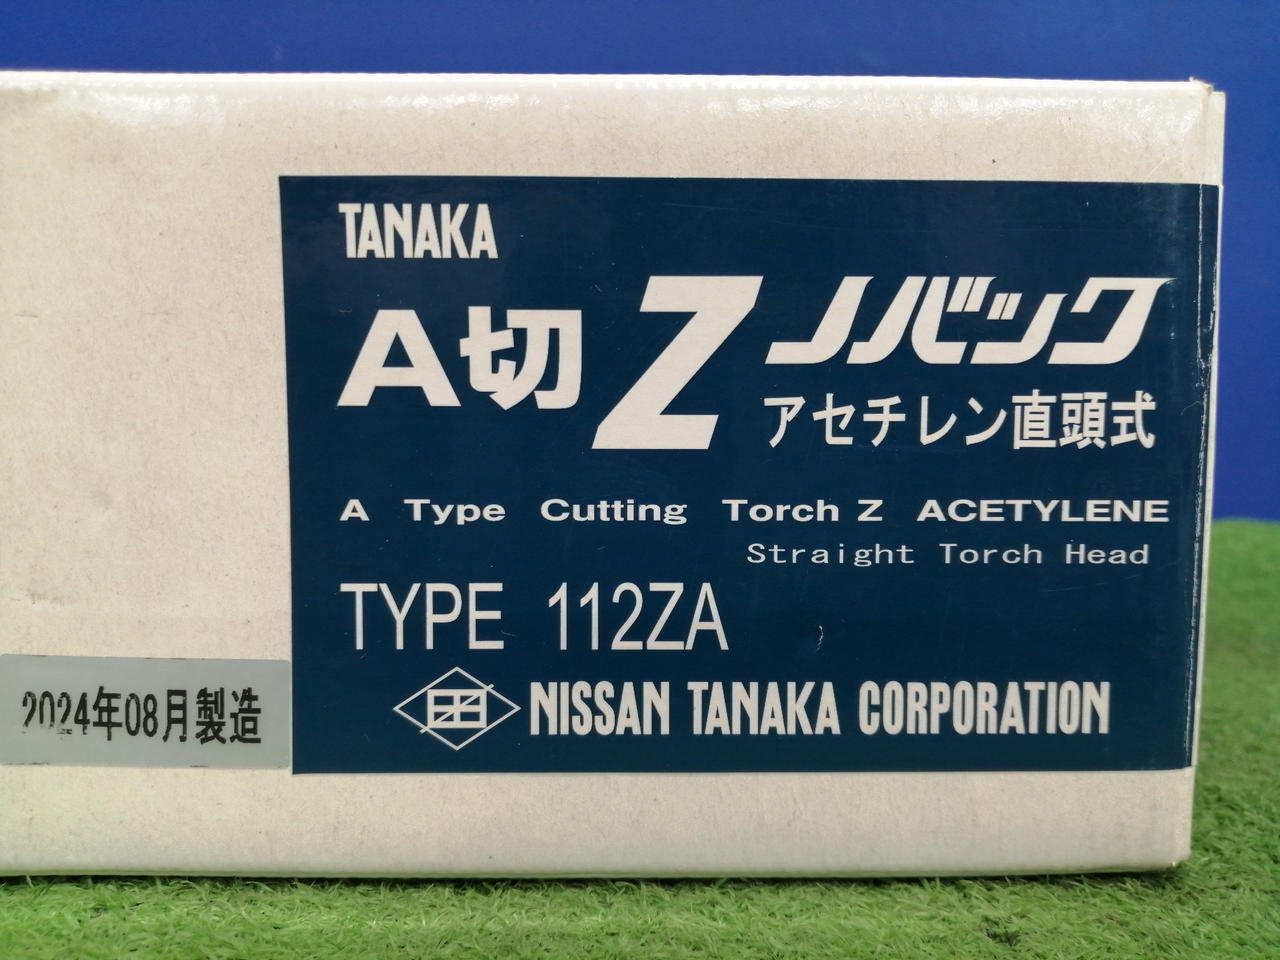 TANAKA
A切Z ノバック
アセチレン直頭式
A Type Cutting Torch Z ACETYLENE
Straight Torch Head
TYPE 112ZA
NISSAN TANAKA CORPORATION
2024年08月製造